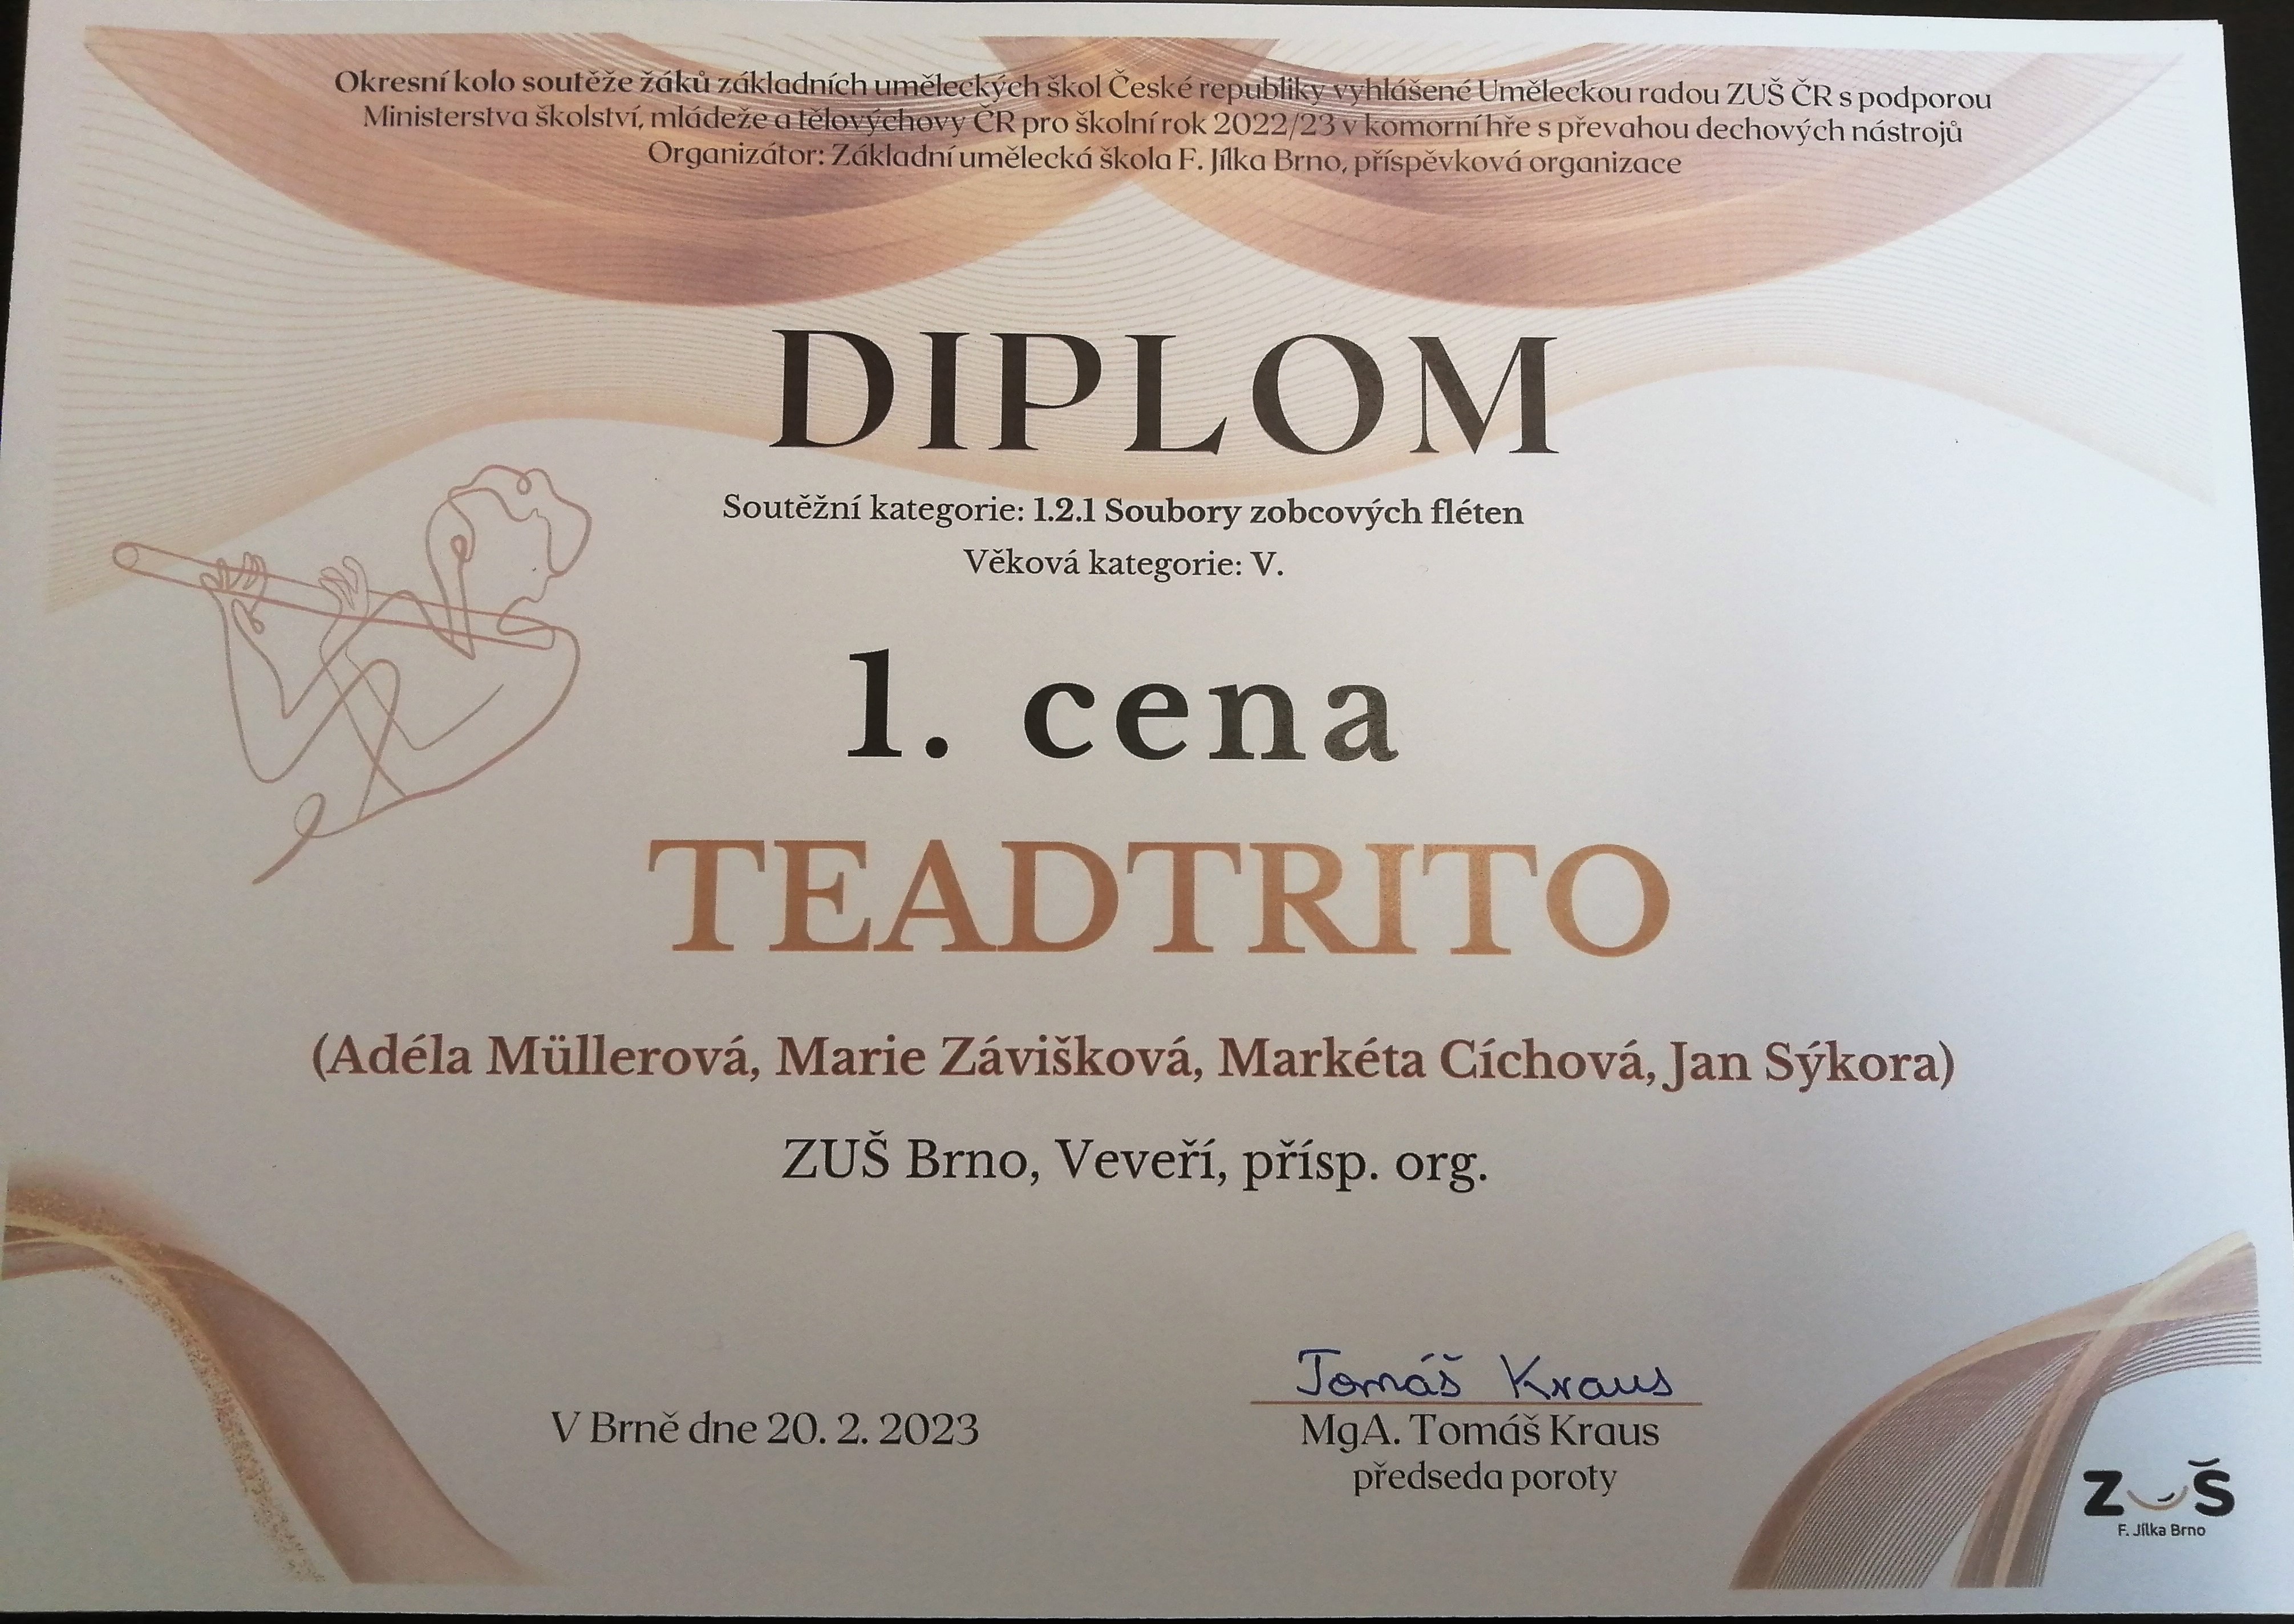 Okresní kolo soutěže žáků základních uměleckých škol České republiky vyhlášené Uměleckou radou ZUŠ ČR s podporou
Ministerstva školství, mládeže a tělovýchovy ČR pro školní rok 2022/23 v komorní hře s převahou dechových nástrojů
Organizátor: Základní umělecká škola F. Jílka Brno, příspěvková organizace
DIPLOM
Soutěžní kategorie: 1.2.1 Soubory zobcových fléten
Věková kategorie: V.
1. cena
TEADTRITO
(Adéla Müllerová, Marie Závišková, Markéta Cíchová, Jan Sýkora)
ZUŠ Brno, Veveří, přísp. org.
Tomáš Kraus
V Brně dne 20. 2. 2023
MgA. Tomáš Kraus
předseda poroty
ZUŠ
F. Jílka Brno